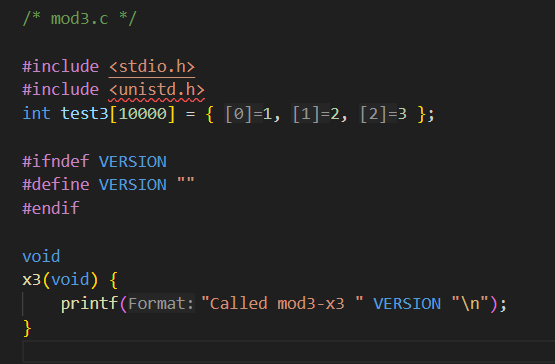 /* mod3.c */
#include <stdio.h>
#include <unistd.h>
int test3[10000] = { [0]=1, [1]=2, [2]=3 };
#ifndef VERSION
#define VERSION ""
#endif
void
x3(void) {
printf(Format: "Called mod3-x3 " VERSION "\n");
}